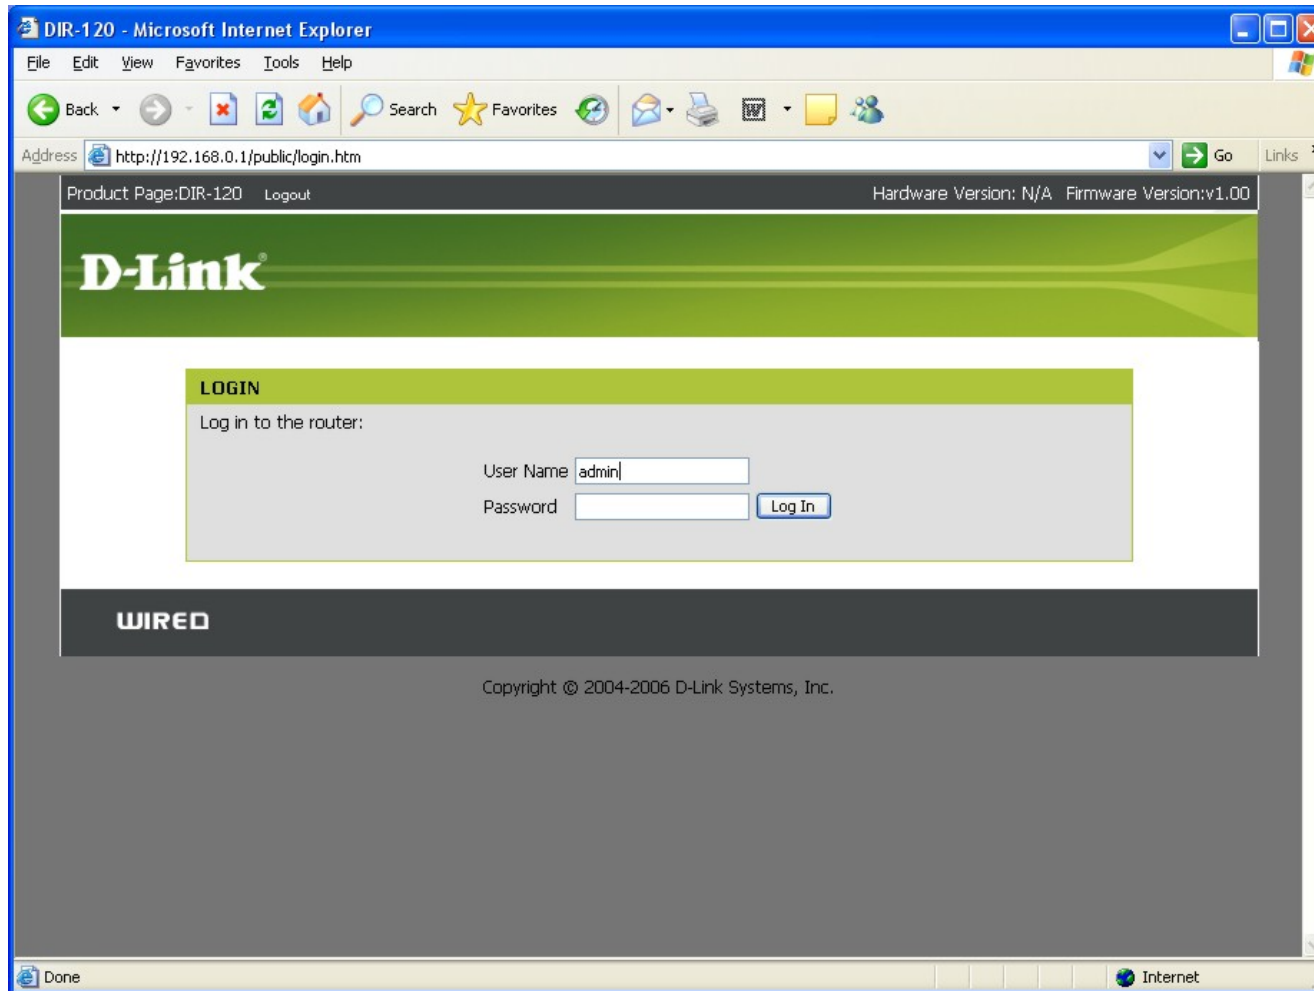 DIR-120 - Microsoft Internet Explorer
File Edit View Favorites Tools Help
Back Search Favorites
Address http://192.168.0.1/public/login.htm Go Links
Product Page:DIR-120 Logout Hardware Version: N/A Firmware Version:v1.00
D-Link®
LOGIN
Log in to the router:
User Name admin
Password Log In
WIRED
Copyright © 2004-2006 D-Link Systems, Inc.
Done Internet